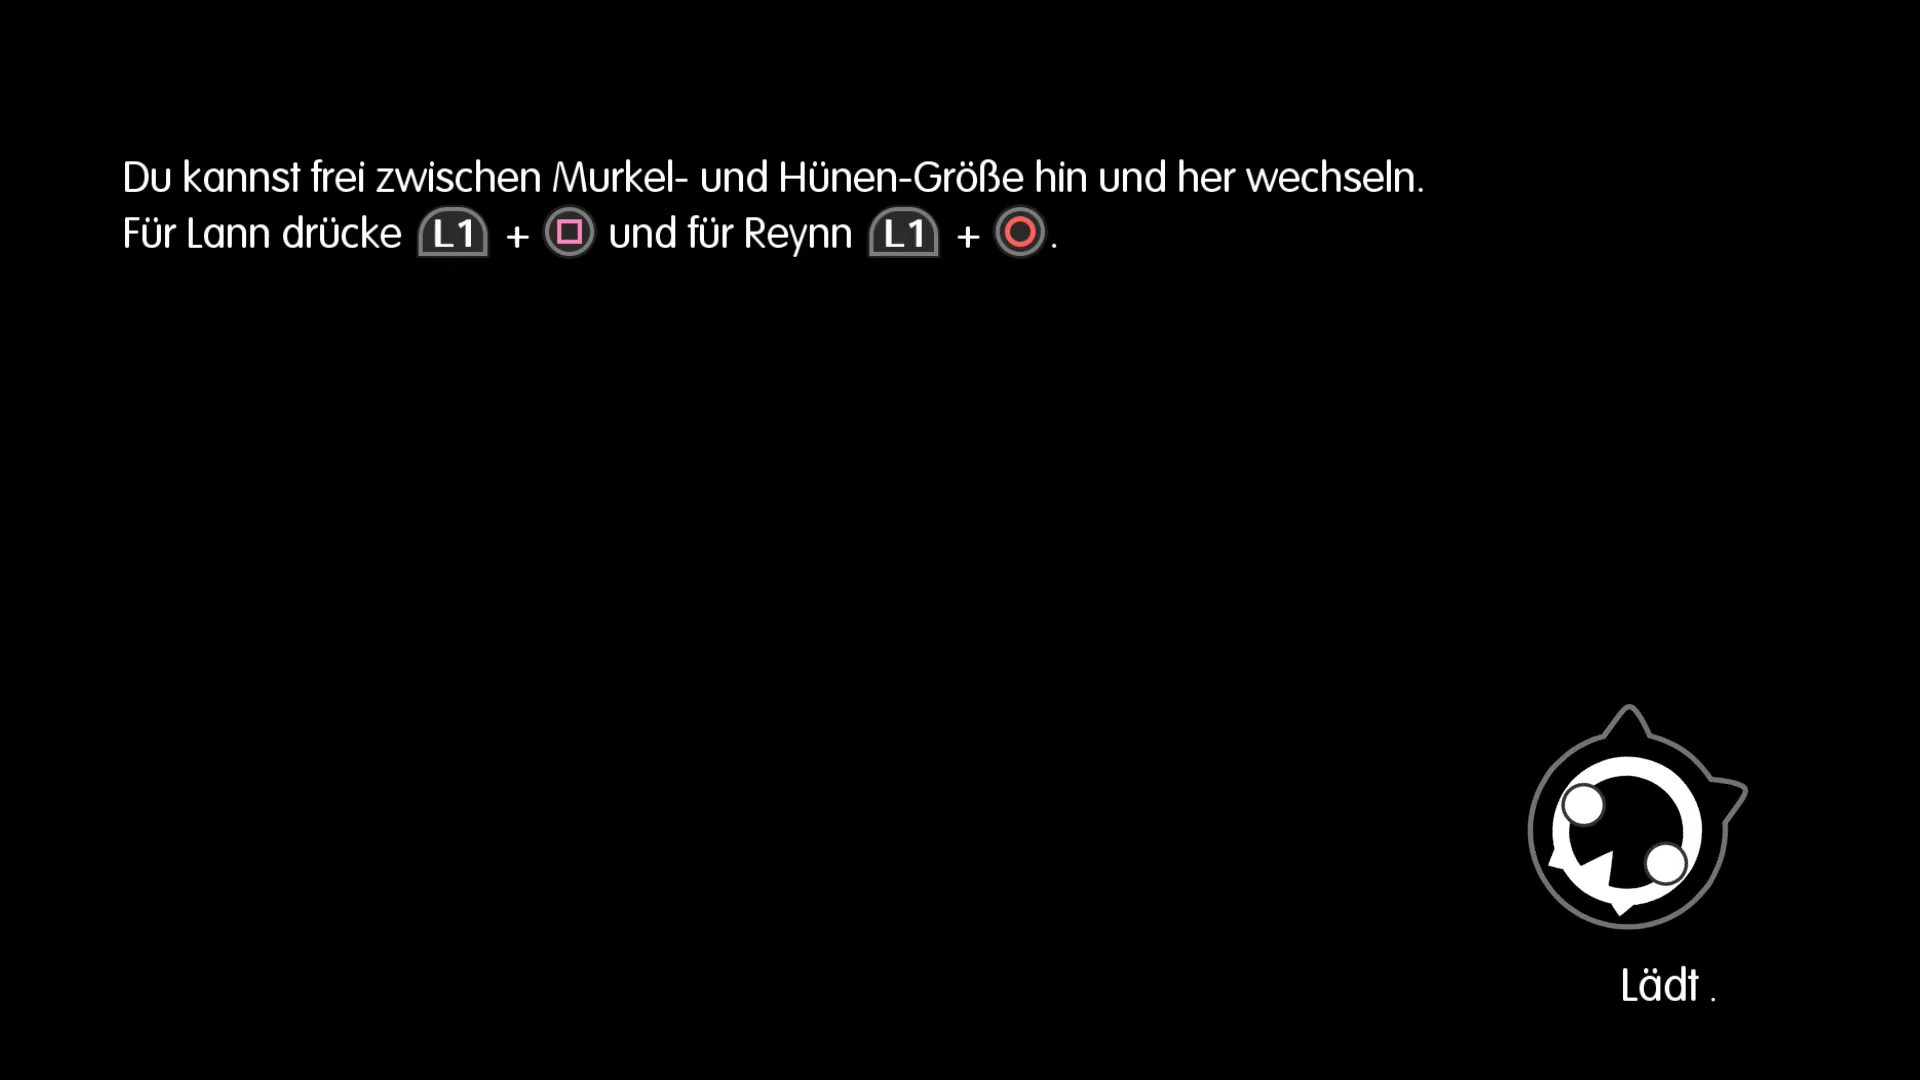 Du kannst frei zwischen Murkel- und Hünen-Größe hin und her wechseln.
Für Lann drücke L1 + □ und für Reynn L1 + ○.
Lädt .